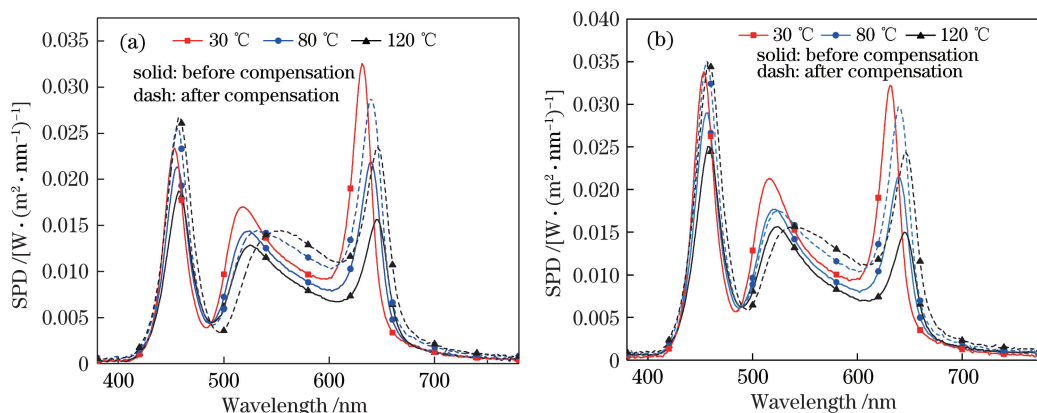 (a)
30 ℃ 80 ℃ 120 ℃
solid: before compensation
dash: after compensation
0.035
0.030
0.025
0.020
0.015
0.010
0.005
0
400 500 600 700
Wavelength /nm
SPD /[W·(m²·nm⁻¹)⁻¹)
(b)
30 ℃ 80 ℃ 120 ℃
solid: before compensation
dash: after compensation
0.040
0.035
0.030
0.025
0.020
0.015
0.010
0.005
0
400 500 600 700
Wavelength /nm
SPD /[W·(m²·nm⁻¹)⁻¹)